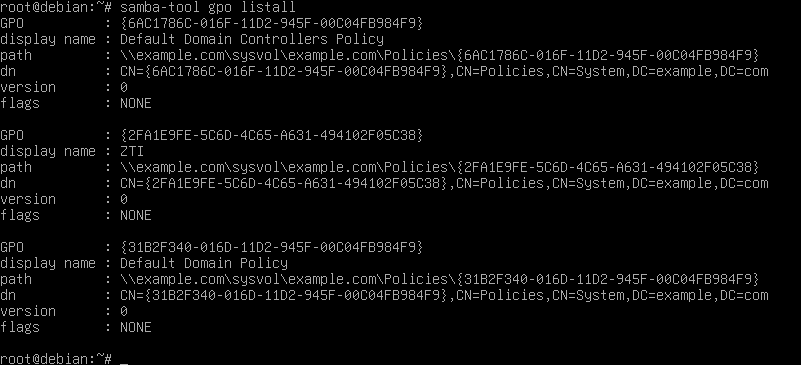 root@debian:~# samba-tool gpo listall
GPO          : {6AC1786C-016F-11D2-945F-00C04FB984F9}
display name : Default Domain Controllers Policy
path         : \\example.com\sysvol\example.com\Policies\{6AC1786C-016F-11D2-945F-00C04FB984F9}
dn           : CN={6AC1786C-016F-11D2-945F-00C04FB984F9},CN=Policies,CN=System,DC=example,DC=com
version      : 0
flags        : NONE

GPO          : {2FA1E9FE-5C6D-4C65-A631-494102F05C38}
display name : ZTI
path         : \\example.com\sysvol\example.com\Policies\{2FA1E9FE-5C6D-4C65-A631-494102F05C38}
dn           : CN={2FA1E9FE-5C6D-4C65-A631-494102F05C38},CN=Policies,CN=System,DC=example,DC=com
version      : 0
flags        : NONE

GPO          : {31B2F340-016D-11D2-945F-00C04FB984F9}
display name : Default Domain Policy
path         : \\example.com\sysvol\example.com\Policies\{31B2F340-016D-11D2-945F-00C04FB984F9}
dn           : CN={31B2F340-016D-11D2-945F-00C04FB984F9},CN=Policies,CN=System,DC=example,DC=com
version      : 0
flags        : NONE

root@debian:~# _